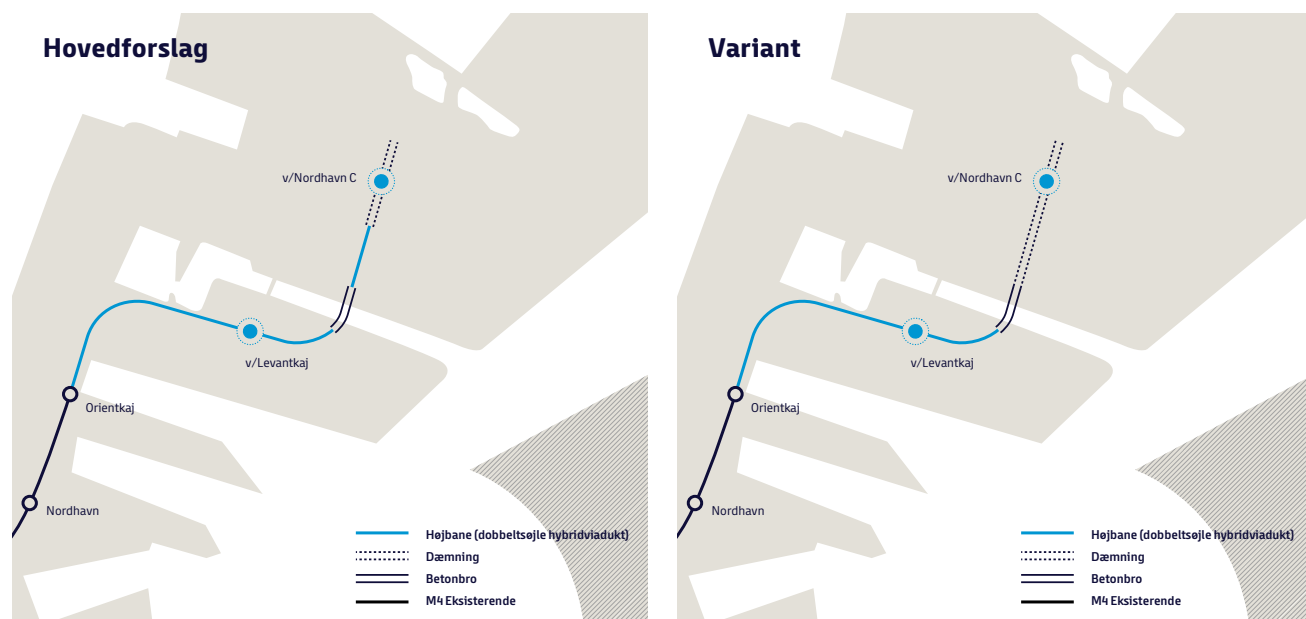 Hovedforslag
v/Nordhavn C
v/Levantkaj
Orientkaj
Nordhavn
Højbane (dobbeltsøjle hybridviadukt)
Dæmning
Betonbro
M4 Eksisterende
Variant
v/Nordhavn C
v/Levantkaj
Orientkaj
Nordhavn
Højbane (dobbeltsøjle hybridviadukt)
Dæmning
Betonbro
M4 Eksisterende